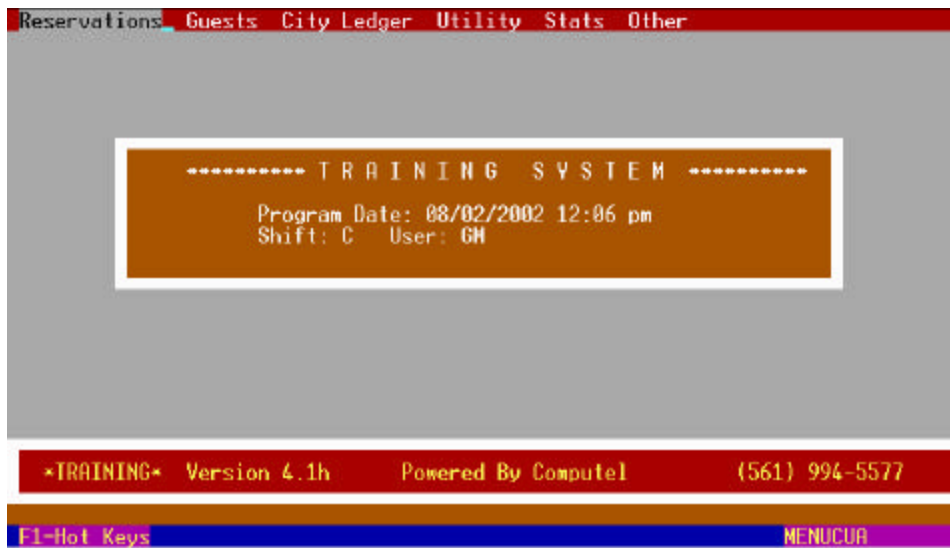 Reservations Guests City Ledger Utility Stats Other
********** T R A I N I N G S Y S T E M **********
Program Date: 08/02/2002 12:06 pm
Shift: C User: GM
*TRAINING* Version 4.1h Powered By Computel (561) 994-5577
F1-Hot Keys MENUCUA